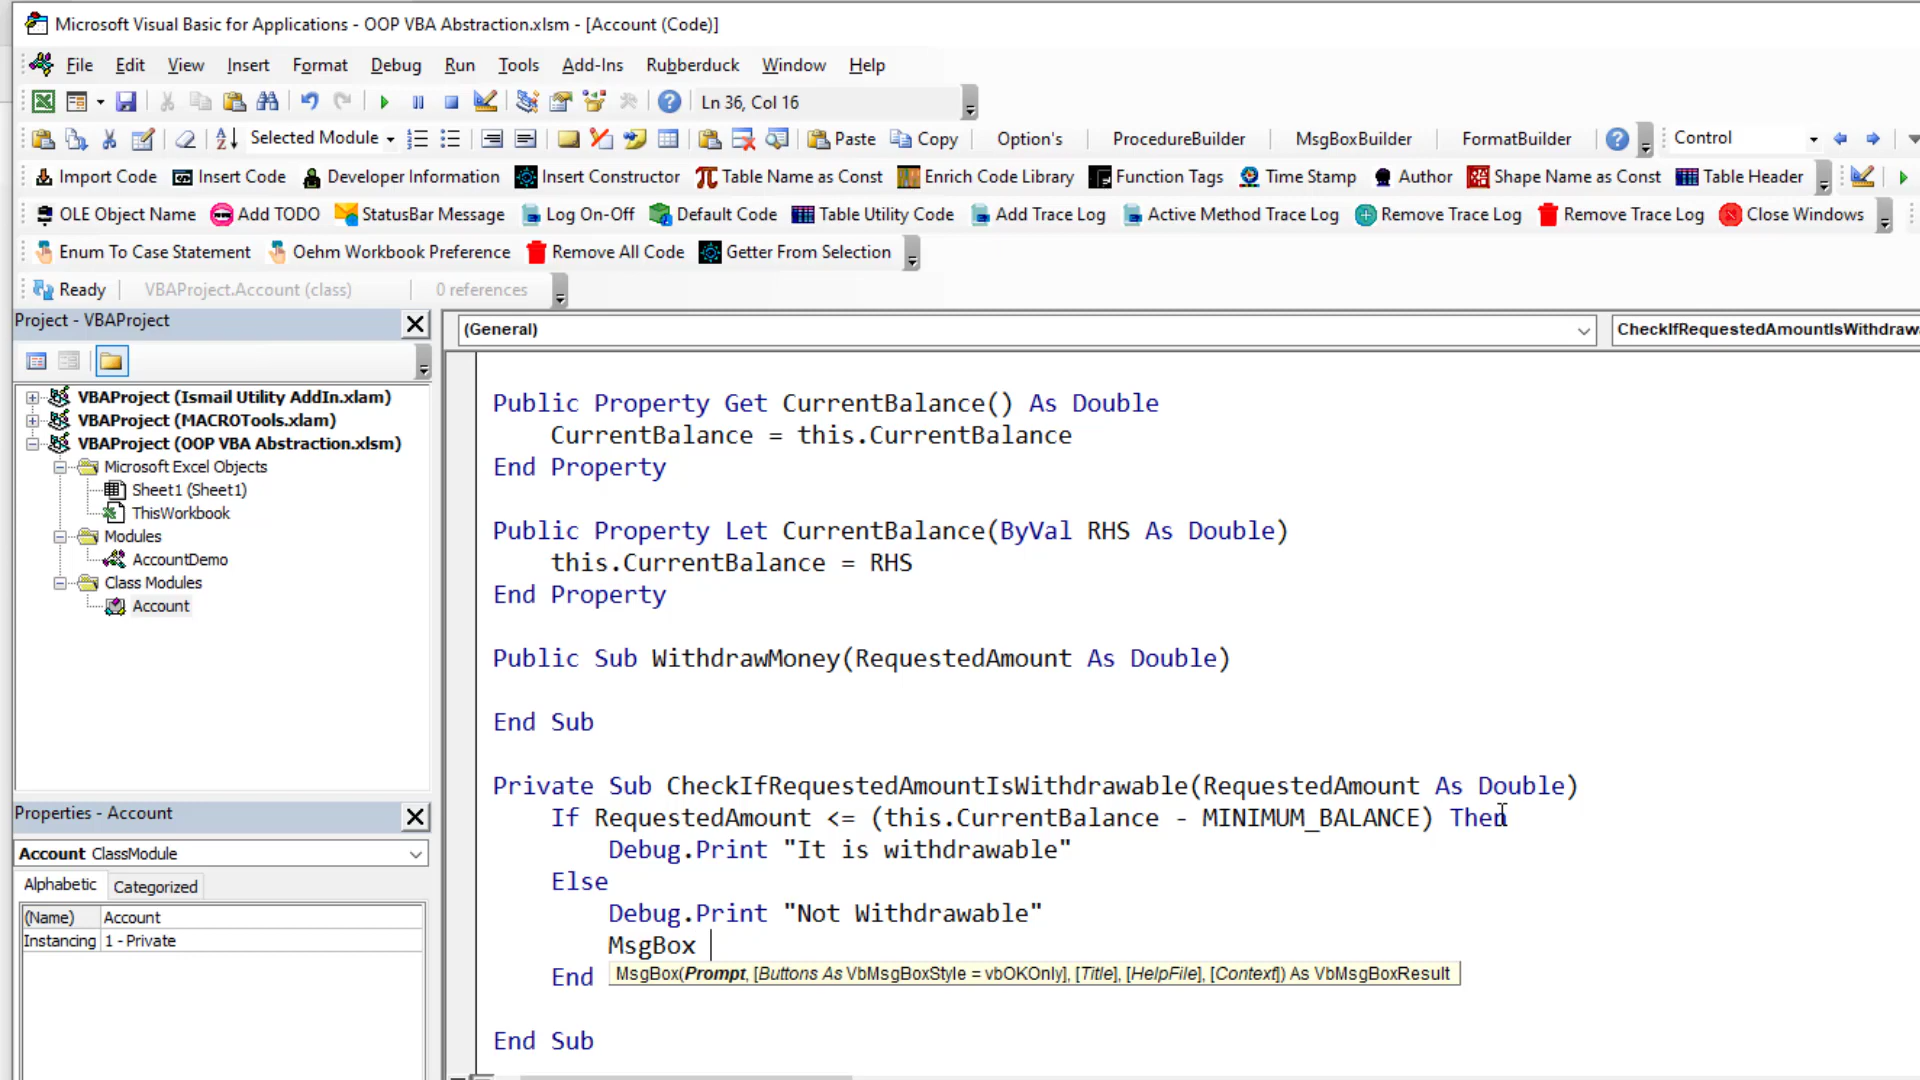 Microsoft Visual Basic for Applications - OOP VBA Abstraction.xlsm - [Account (Code)]
File Edit View Insert Format Debug Run Tools Add-Ins Rubberduck Window Help
Ln 36, Col 16
Selected Module Paste Copy Option's ProcedureBuilder MsgBoxBuilder FormatBuilder Control
Import Code Insert Code Developer Information Insert Constructor Table Name as Const Enrich Code Library Function Tags Time Stamp Author Shape Name as Const Table Header
OLE Object Name Add TODO StatusBar Message Log On-Off Default Code Table Utility Code Add Trace Log Active Method Trace Log Remove Trace Log Remove Trace Log Close Windows
Enum To Case Statement Oehm Workbook Preference Remove All Code Getter From Selection
Ready VBAProject.Account (class) 0 references
Project - VBAProject
VBAProject (Ismail Utility AddIn.xlam)
VBAProject (MACROTools.xlam)
VBAProject (OOP VBA Abstraction.xlsm)
Microsoft Excel Objects
Sheet1 (Sheet1)
ThisWorkbook
Modules
AccountDemo
Class Modules
Account
Properties - Account
Account ClassModule
Alphabetic Categorized
(Name) Account
Instancing 1 - Private
(General) CheckIfRequestedAmountIsWithdraw
Public Property Get CurrentBalance() As Double
CurrentBalance = this.CurrentBalance
End Property
Public Property Let CurrentBalance(ByVal RHS As Double)
this.CurrentBalance = RHS
End Property
Public Sub WithdrawMoney(RequestedAmount As Double)
End Sub
Private Sub CheckIfRequestedAmountIsWithdrawable(RequestedAmount As Double)
If RequestedAmount <= (this.CurrentBalance - MINIMUM_BALANCE) Then
Debug.Print "It is withdrawable"
Else
Debug.Print "Not Withdrawable"
MsgBox
End MsgBox(Prompt, [Buttons As VbMsgBoxStyle = vbOKOnly], [Title], [HelpFile], [Context]) As VbMsgBoxResult
End Sub